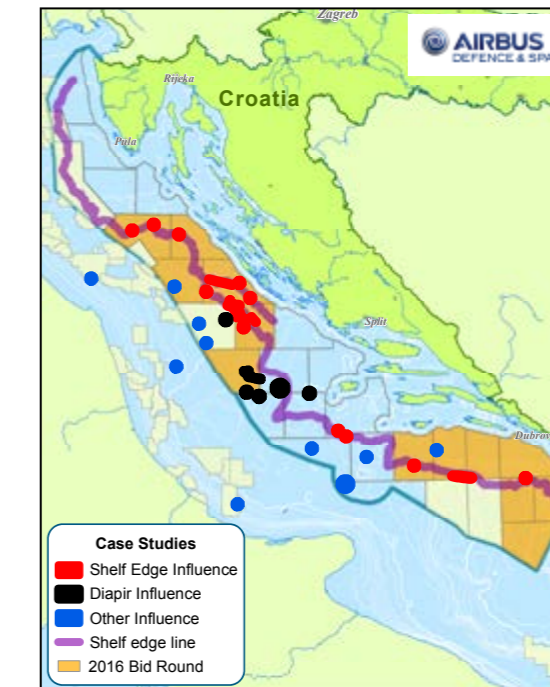 Zagreb
AIRBUS
DEFENCE & SPA
Rijeka
Croatia
Pula
Split
Dubrov
Case Studies
Shelf Edge Influence
Diapir Influence
Other Influence
Shelf edge line
2016 Bid Round